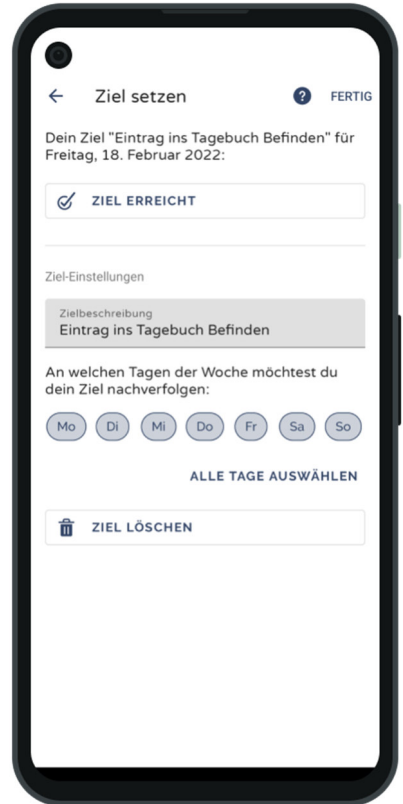 Ziel setzen ? FERTIG
Dein Ziel "Eintrag ins Tagebuch Befinden" für
Freitag, 18. Februar 2022:
ZIEL ERREICHT
Ziel-Einstellungen
Zielbeschreibung
Eintrag ins Tagebuch Befinden
An welchen Tagen der Woche möchtest du
dein Ziel nachverfolgen:
Mo Di Mi Do Fr Sa So
ALLE TAGE AUSWÄHLEN
ZIEL LÖSCHEN